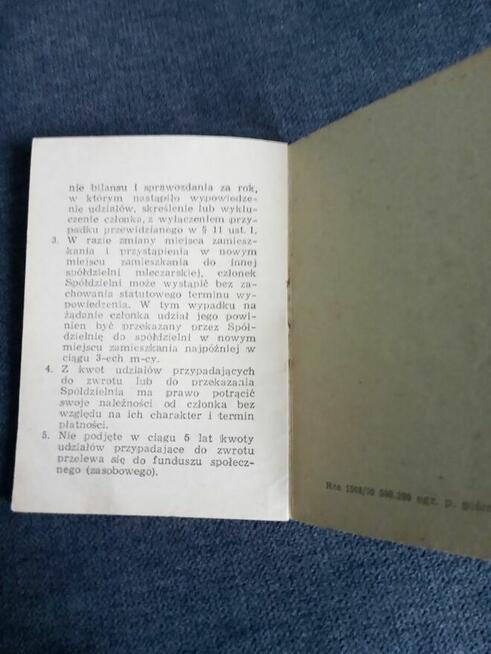 nie bilansu i sprawozdania za rok,
w którym nastąpiło wypowiedze-
nie udziałów, skreślenie lub wyklu-
czenie członka, z wyłączeniem przy-
padku przewidzianego w § 11 ust. 1.
3. W razie zmiany miejsca zamiesz-
kania i przystąpienia w nowym
miejscu zamieszkania do innej
spółdzielni mleczarskiej, członek
Spółdzielni może wystąpić bez za-
chowania statutowego terminu wy-
powiedzenia. W tym wypadku na
żądanie członka udział jego powi-
nien być przekazany przez Spół-
dzielnię do spółdzielni w nowym
miejscu zamieszkania najpóźniej w
ciągu 3-ech m-cy.
4. Z kwot udziałów przypadających
do zwrotu lub do przekazania
Spółdzielnia ma prawo potrącić
swoje należności od członka bez
względu na ich charakter i termin
płatności.
5. Nie podjęte w ciągu 5 lat kwoty
udziałów przypadające do zwrotu
przelewa się do funduszu społecz-
nego (zasobowego).
egz. p.